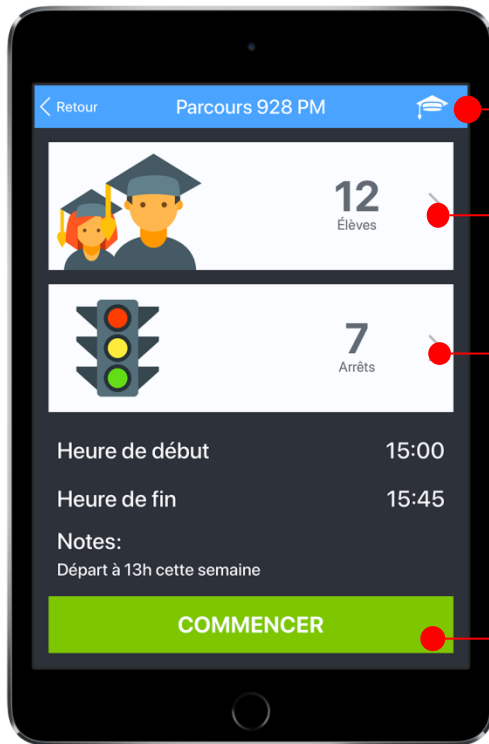 Retour
Parcours 928 PM
12
Élèves
7
Arrêts
Heure de début 15:00
Heure de fin 15:45
Notes:
Départ à 13h cette semaine
COMMENCER